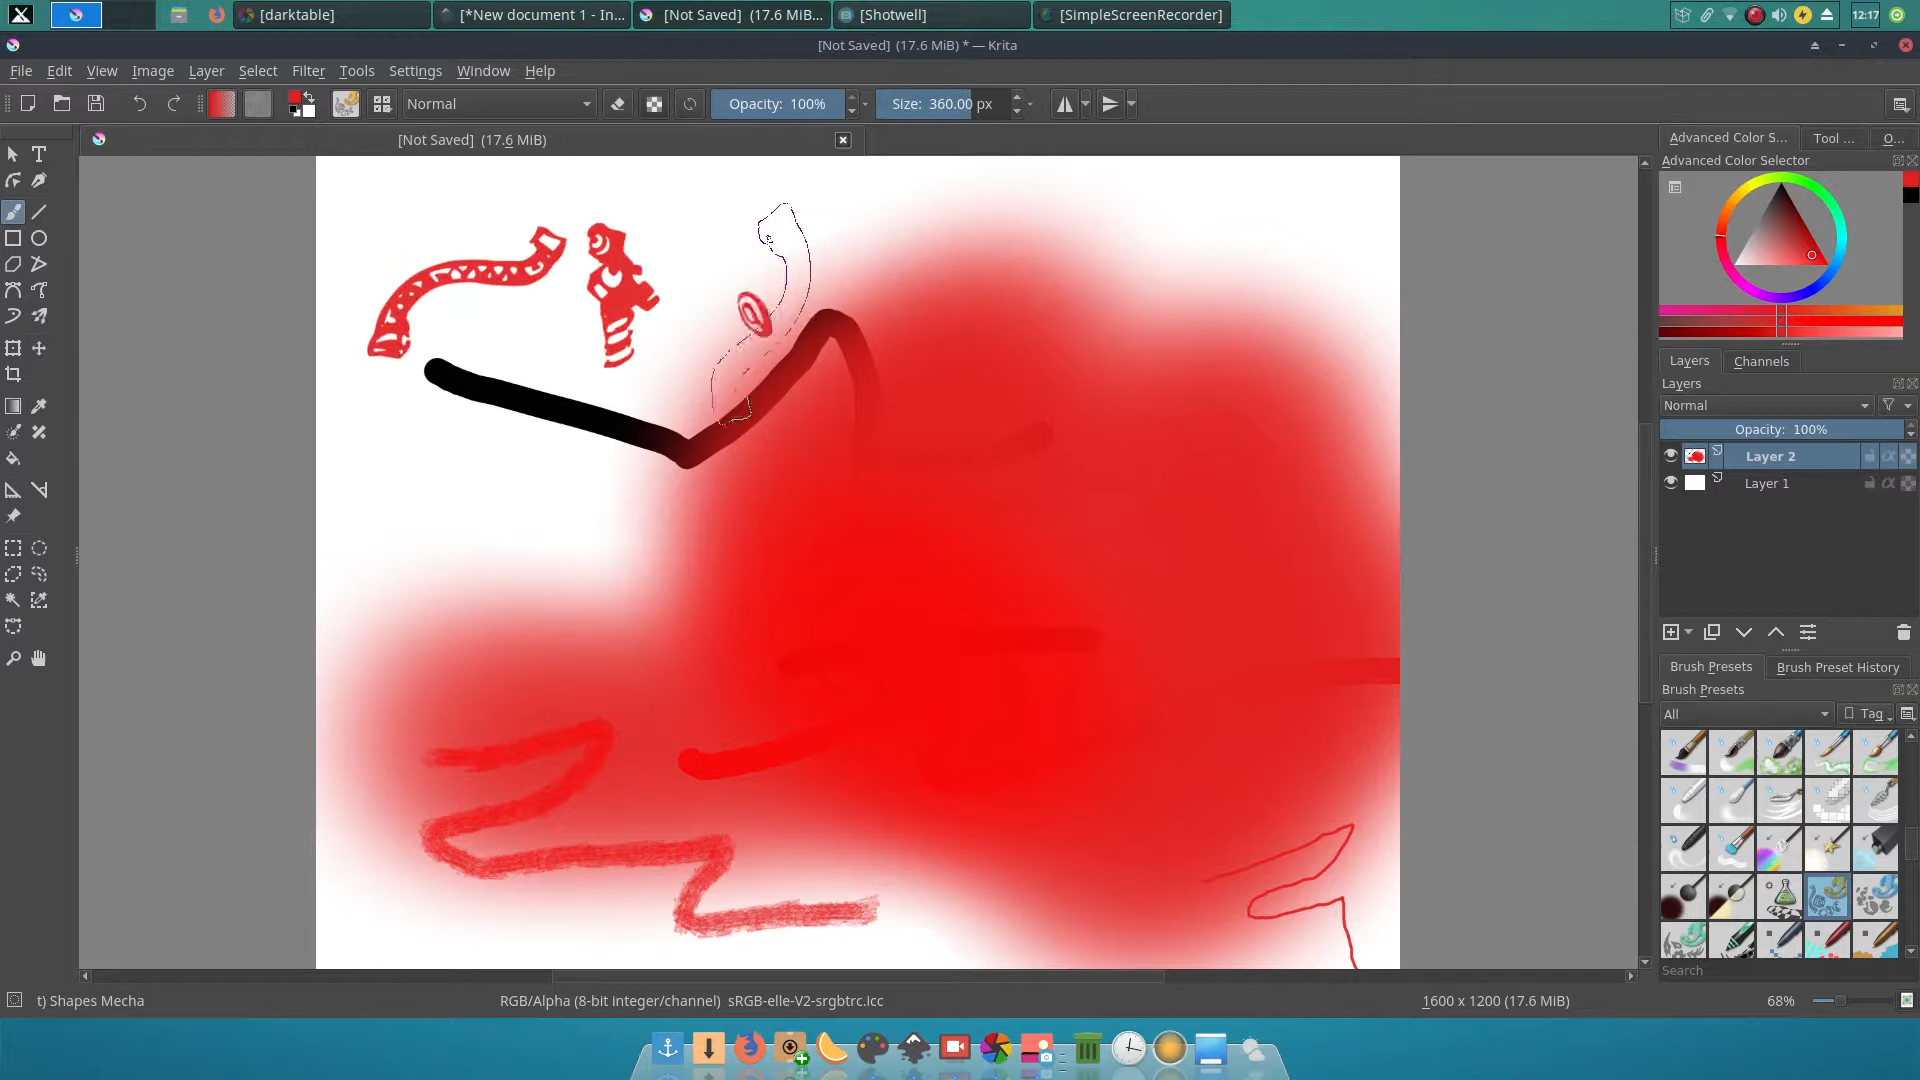 [darktable]
[*New document 1 - In...
[Not Saved] (17.6 MiB...
[Shotwell]
[SimpleScreenRecorder]
12:17
[Not Saved] (17.6 MiB) * — Krita
File Edit View Image Layer Select Filter Tools Settings Window Help
Normal
Opacity: 100%
Size: 360.00 px
[Not Saved] (17.6 MiB)
Advanced Color S...
Tool ...
O...
Advanced Color Selector
Layers
Channels
Layers
Normal
Opacity: 100%
Layer 2
Layer 1
Brush Presets
Brush Preset History
Brush Presets
All
Tag
Search
t) Shapes Mecha
RGB/Alpha (8-bit integer/channel) sRGB-elle-V2-srgbtrc.icc
1600 x 1200 (17.6 MiB)
68%